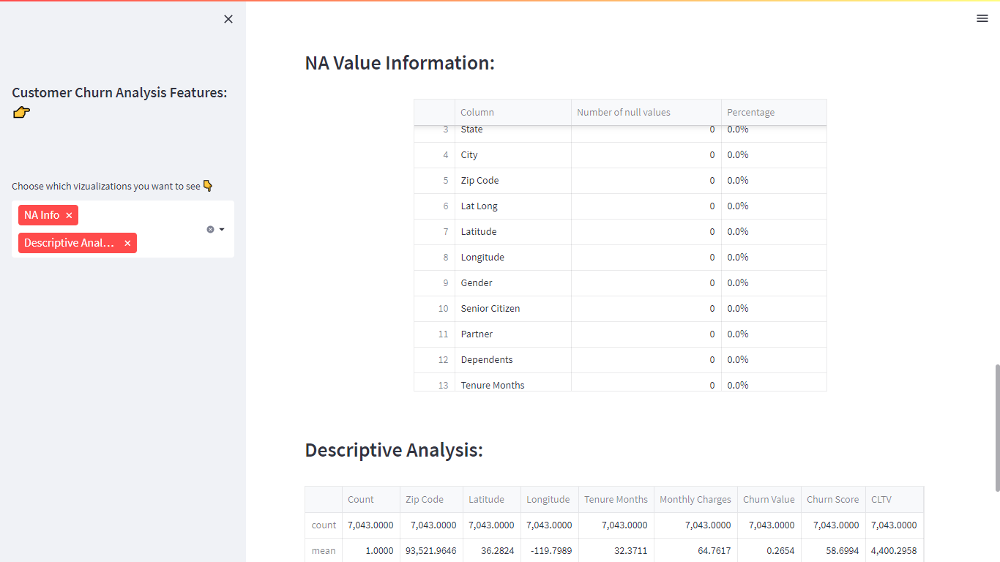 Customer Churn Analysis Features:
👉
Choose which vizualizations you want to see 👇
NA Info ×
Descriptive Anal... ×
NA Value Information:
Column Number of null values Percentage
3 State 0 0.0%
4 City 0 0.0%
5 Zip Code 0 0.0%
6 Lat Long 0 0.0%
7 Latitude 0 0.0%
8 Longitude 0 0.0%
9 Gender 0 0.0%
10 Senior Citizen 0 0.0%
11 Partner 0 0.0%
12 Dependents 0 0.0%
13 Tenure Months 0 0.0%
Descriptive Analysis:
Count Zip Code Latitude Longitude Tenure Months Monthly Charges Churn Value Churn Score CLTV
count 7,043.0000 7,043.0000 7,043.0000 7,043.0000 7,043.0000 7,043.0000 7,043.0000 7,043.0000 7,043.0000
mean 1.0000 93,521.9646 36.2824 -119.7989 32.3711 64.7617 0.2654 58.6994 4,400.2958